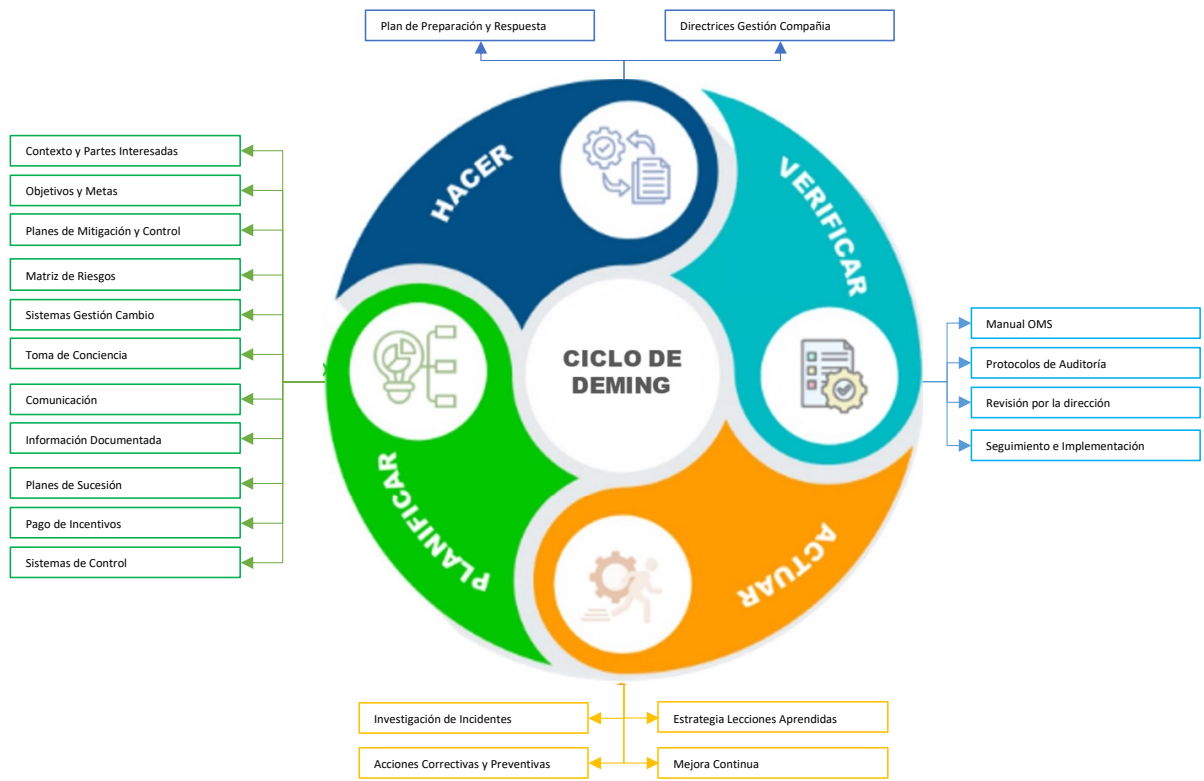 Plan de Preparación y Respuesta
Directrices Gestión Compañia
HACER
VERIFICAR
Contexto y Partes Interesadas
Objetivos y Metas
Planes de Mitigación y Control
Matriz de Riesgos
Sistemas Gestión Cambio
Toma de Conciencia
Comunicación
Información Documentada
Planes de Sucesión
Pago de Incentivos
Sistemas de Control
CICLO DE
DEMING
Manual OMS
Protocolos de Auditoría
Revisión por la dirección
Seguimiento e Implementación
PLANIFICAR
ACTUAR
Investigación de Incidentes
Estrategia Lecciones Aprendidas
Acciones Correctivas y Preventivas
Mejora Continua